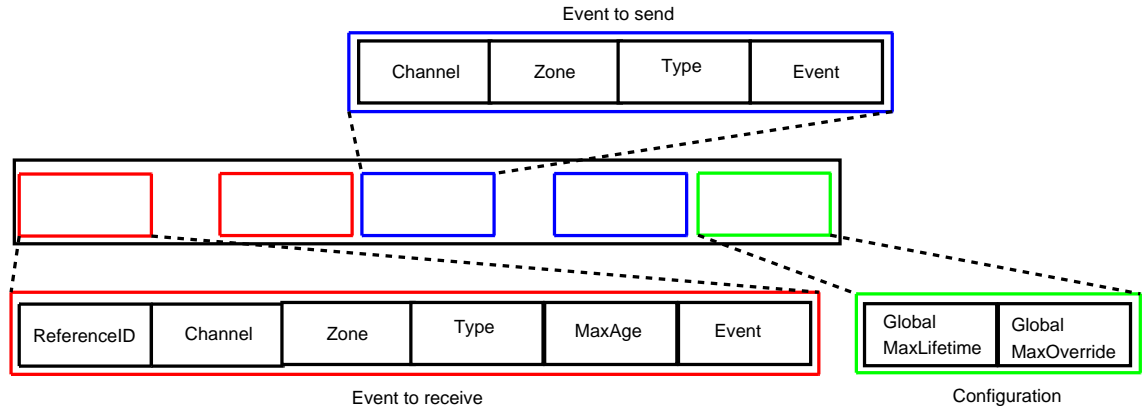 Event to send
Channel Zone Type Event
ReferenceID Channel Zone Type MaxAge Event
Global MaxLifetime
Global MaxOverride
Event to receive
Configuration